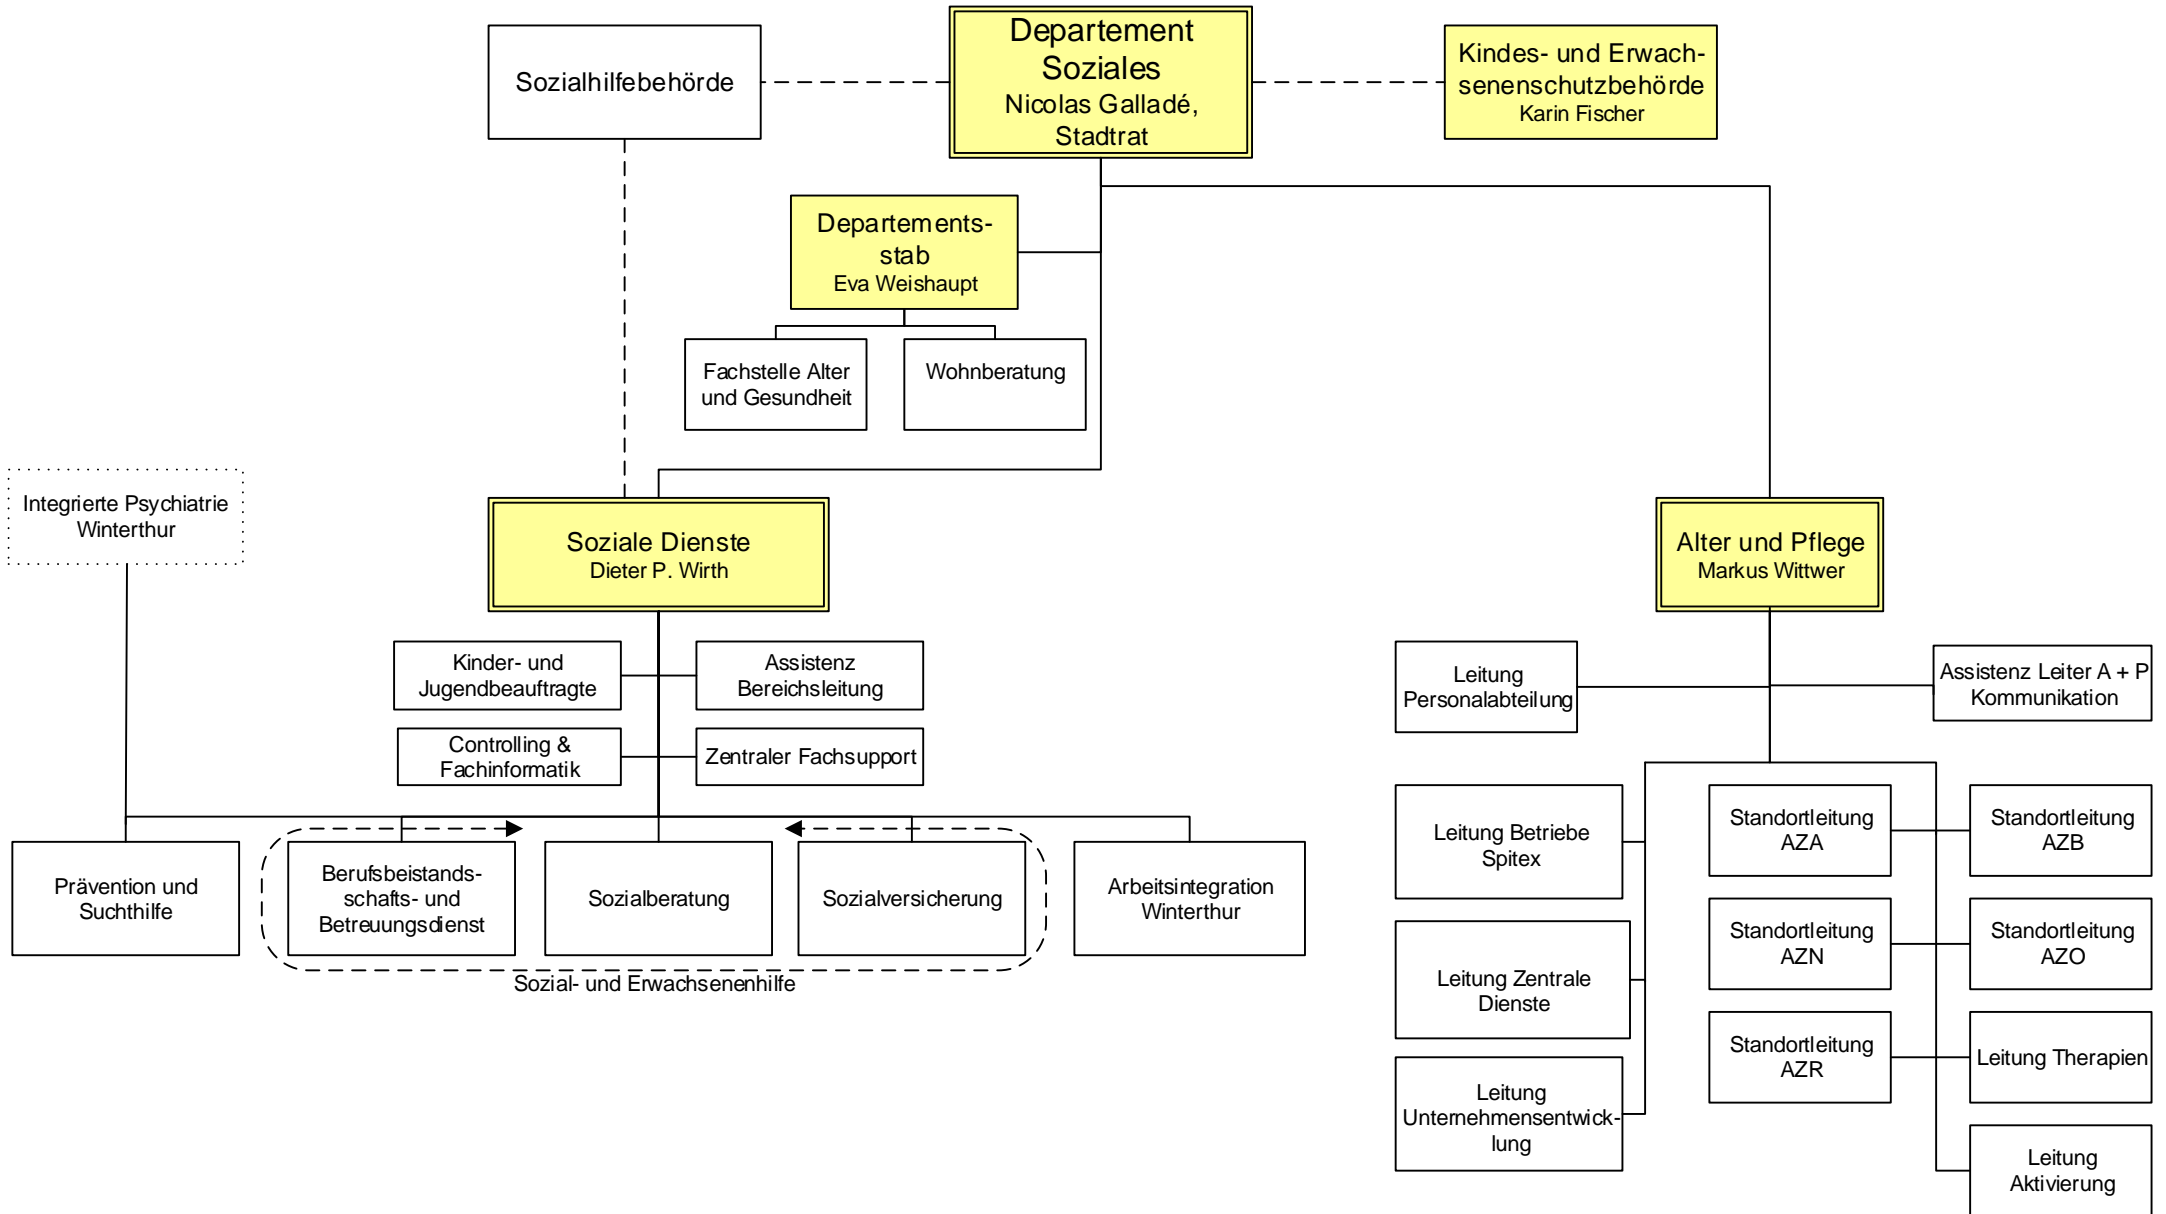 Sozialhilfebehörde
Departement
Soziales
Nicolas Galladé,
Stadtrat
Kindes- und Erwach-
senenschutzbehörde
Karin Fischer
Departements-
stab
Eva Weishaupt
Fachstelle Alter
und Gesundheit
Wohnberatung
Integrierte Psychiatrie
Winterthur
Soziale Dienste
Dieter P. Wirth
Alter und Pflege
Markus Wittwer
Kinder- und
Jugendbeauftragte
Assistenz
Bereichsleitung
Controlling &
Fachinformatik
Zentraler Fachsupport
Leitung
Personalabteilung
Assistenz Leiter A + P
Kommunikation
Prävention und
Suchthilfe
Berufsbeistands-
schafts- und
Betreuungsdienst
Sozialberatung
Sozialversicherung
Arbeitsintegration
Winterthur
Sozial- und Erwachsenenhilfe
Leitung Betriebe
Spitex
Standortleitung
AZA
Standortleitung
AZB
Leitung Zentrale
Dienste
Standortleitung
AZN
Standortleitung
AZO
Leitung
Unternehmensentwick-
lung
Standortleitung
AZR
Leitung Therapien
Leitung
Aktivierung